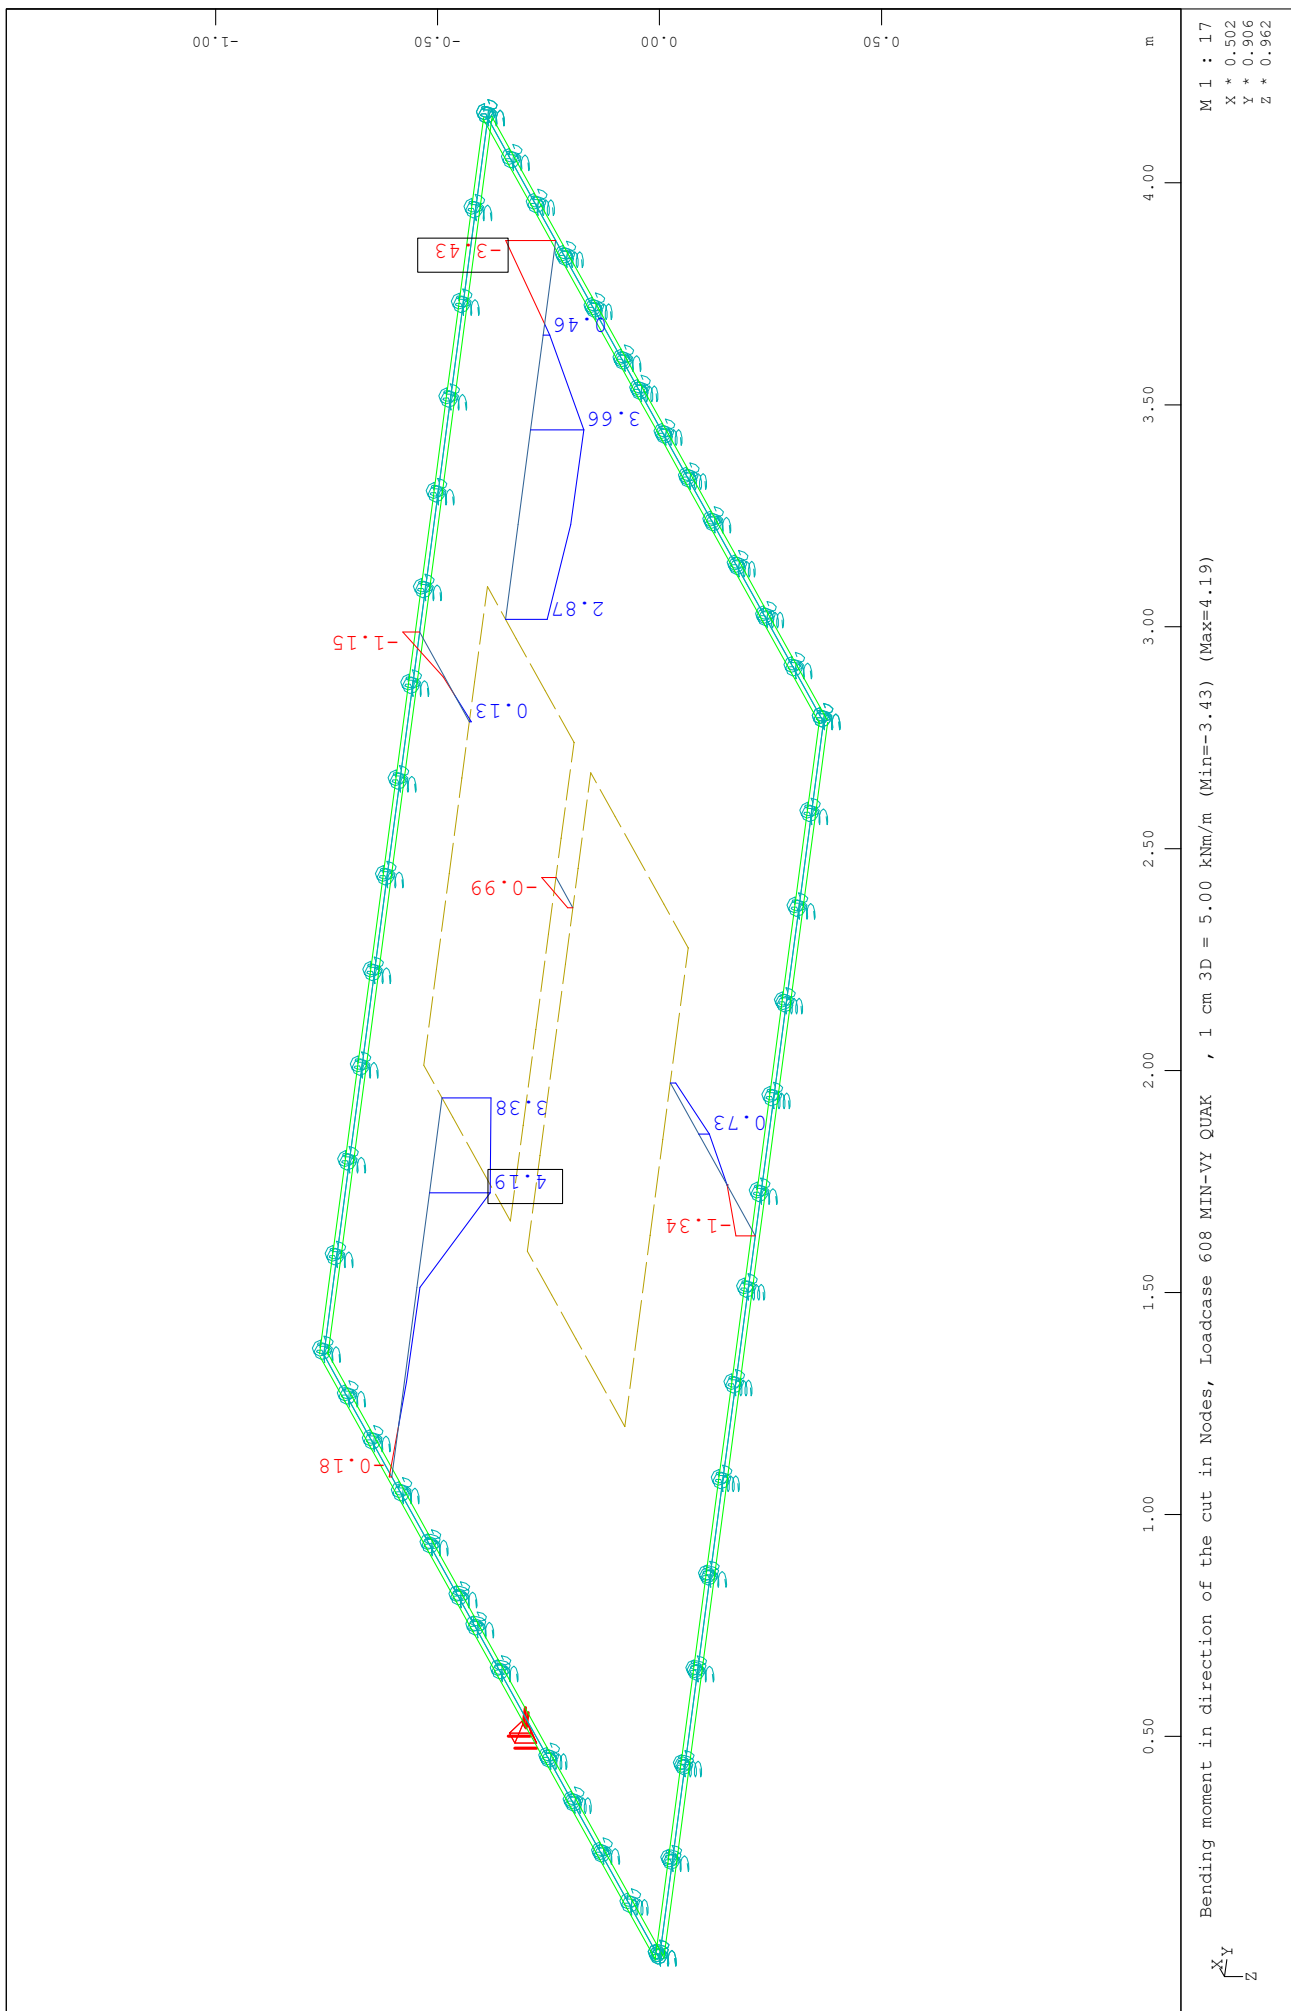 -1.00
-0.50
0.00
0.50
m
-3.43
0.46
3.66
2.87
-1.15
0.13
-0.99
3.38
4.19
0.73
-1.34
-0.18
4.00
3.50
3.00
2.50
2.00
1.50
1.00
0.50
Bending moment in direction of the cut in Nodes, Loadcase 608 MIN-VY QUAK , 1 cm 3D = 5.00 kNm/m (Min=-3.43) (Max=4.19)
M 1 : 17
X * 0.502
Y * 0.906
Z * 0.962
X
Y
Z